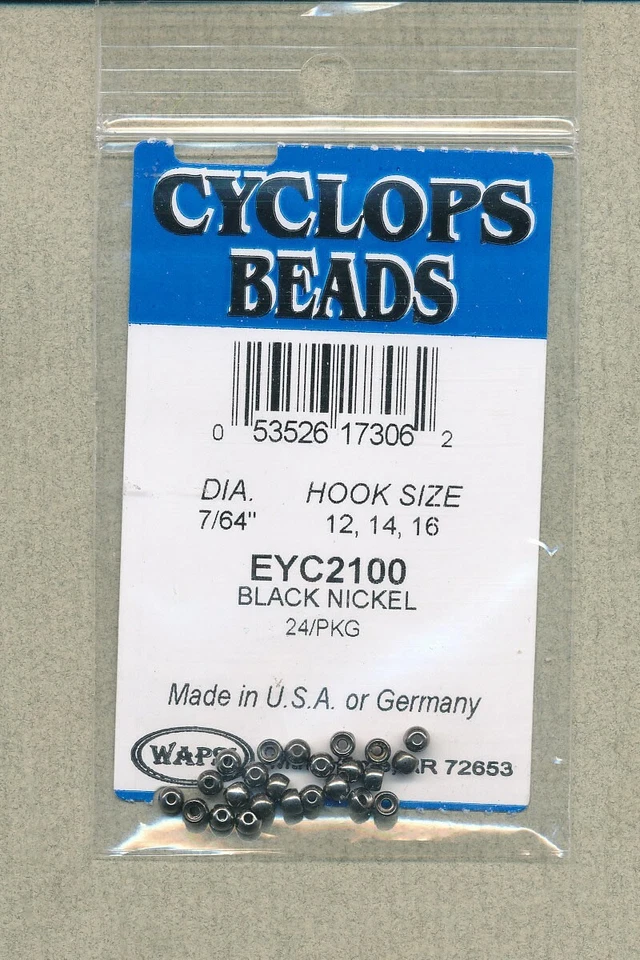 CYCLOPS
BEADS
0 53526 17306 2
DIA. HOOK SIZE
7/64" 12, 14, 16
EYC2100
BLACK NICKEL
24/PKG
Made in U.S.A. or Germany
AR 72653